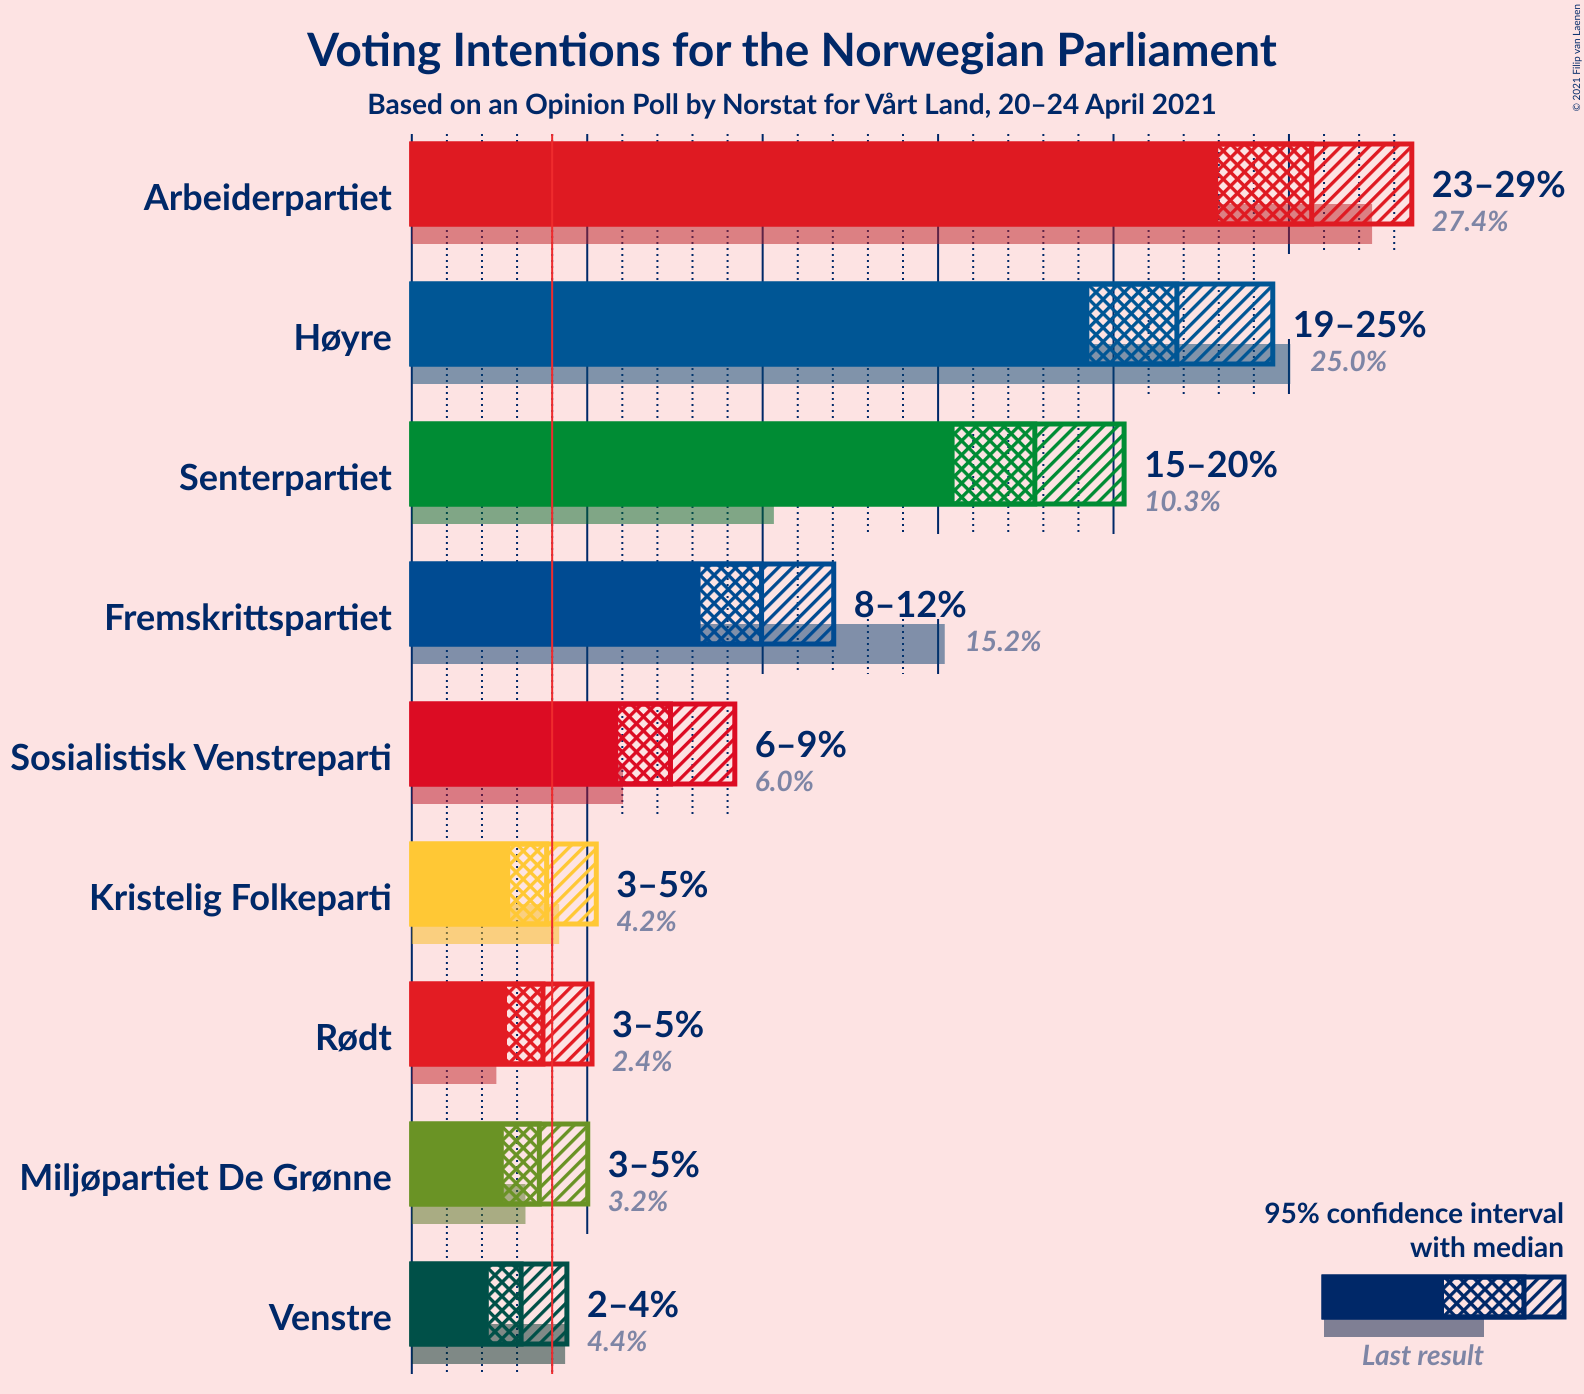 Voting Intentions for the Norwegian Parliament
Based on an Opinion Poll by Norstat for Vårt Land, 20–24 April 2021
© 2021 Filip van Laenen
Arbeiderpartiet
23–29%
27.4%
Høyre
19–25%
25.0%
Senterpartiet
15–20%
10.3%
Fremskrittspartiet
8–12%
15.2%
Sosialistisk Venstreparti
6–9%
6.0%
Kristelig Folkeparti
3–5%
4.2%
Rødt
3–5%
2.4%
Miljøpartiet De Grønne
3–5%
3.2%
Venstre
2–4%
4.4%
95% confidence interval
with median
Last result